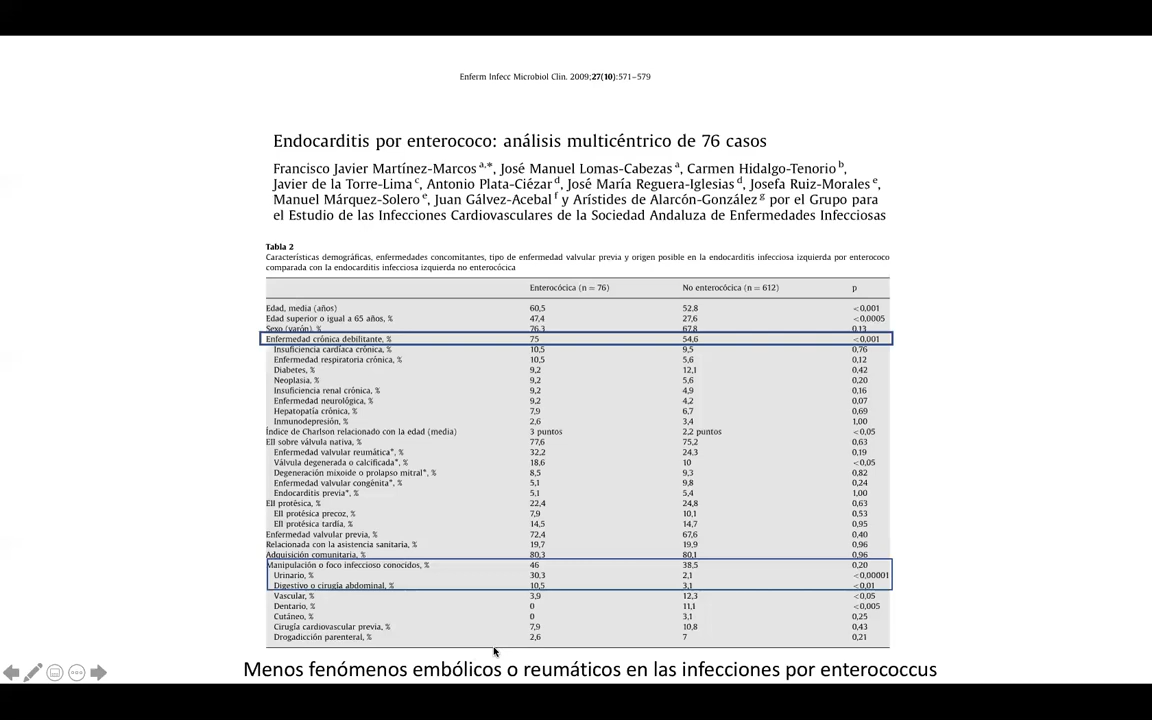 Enferm Infecc Microbiol Clin. 2009;27(10):571–579
Endocarditis por enterococo: análisis multicéntrico de 76 casos
Francisco Javier Martínez-Marcos a,*, José Manuel Lomas-Cabezas a, Carmen Hidalgo-Tenorio b,
Javier de la Torre-Lima c, Antonio Plata-Ciézar d, José María Reguera-Iglesias d, Josefa Ruiz-Morales e,
Manuel Márquez-Solero e, Juan Gálvez-Acebal f y Arístides de Alarcón-González g por el Grupo para
el Estudio de las Infecciones Cardiovasculares de la Sociedad Andaluza de Enfermedades Infecciosas
Tabla 2
Características demográficas, enfermedades concomitantes, tipo de enfermedad valvular previa y origen posible en la endocarditis infecciosa izquierda por enterococo
comparada con la endocarditis infecciosa izquierda no enterocócica
Enterocócica (n = 76) No enterocócica (n = 612) p
Edad, media (años) 60,5 52,8 <0,001
Edad superior o igual a 65 años, % 47,4 27,6 <0,0005
Sexo (varón), % 76,3 67,8 0,13
Enfermedad crónica debilitante, % 75 54,6 <0,001
Insuficiencia cardíaca crónica, % 10,5 9,5 0,76
Enfermedad respiratoria crónica, % 10,5 5,6 0,12
Diabetes, % 9,2 12,1 0,42
Neoplasia, % 9,2 5,6 0,20
Insuficiencia renal crónica, % 9,2 4,9 0,16
Enfermedad neurológica, % 9,2 4,2 0,07
Hepatopatía crónica, % 7,9 6,7 0,69
Inmunodepresión, % 2,6 3,4 1,00
Índice de Charlson relacionado con la edad (media) 3 puntos 2,2 puntos <0,05
EII sobre válvula nativa, % 77,6 75,2 0,63
Enfermedad valvular reumática*, % 32,2 24,3 0,19
Válvula degenerada o calcificada*, % 18,6 10 <0,05
Degeneración mixoide o prolapso mitral*, % 8,5 9,3 0,82
Enfermedad valvular congénita*, % 5,1 9,8 0,24
Endocarditis previa*, % 5,1 5,4 1,00
EII protésica, % 22,4 24,8 0,63
EII protésica precoz, % 7,9 10,1 0,53
EII protésica tardía, % 14,5 14,7 0,95
Enfermedad valvular previa, % 72,4 67,6 0,40
Relacionada con la asistencia sanitaria, % 19,7 19,9 0,96
Adquisición comunitaria, % 80,3 80,1 0,96
Manipulación o foco infeccioso conocidos, % 46 38,5 0,20
Urinario, % 30,3 2,1 <0,00001
Digestivo o cirugía abdominal, % 10,5 3,1 <0,01
Vascular, % 3,9 12,3 <0,05
Dentario, % 0 11,1 <0,005
Cutáneo, % 0 3,1 0,25
Cirugía cardiovascular previa, % 7,9 10,8 0,43
Drogadicción parenteral, % 2,6 7 0,21
Menos fenómenos embólicos o reumáticos en las infecciones por enterococcus